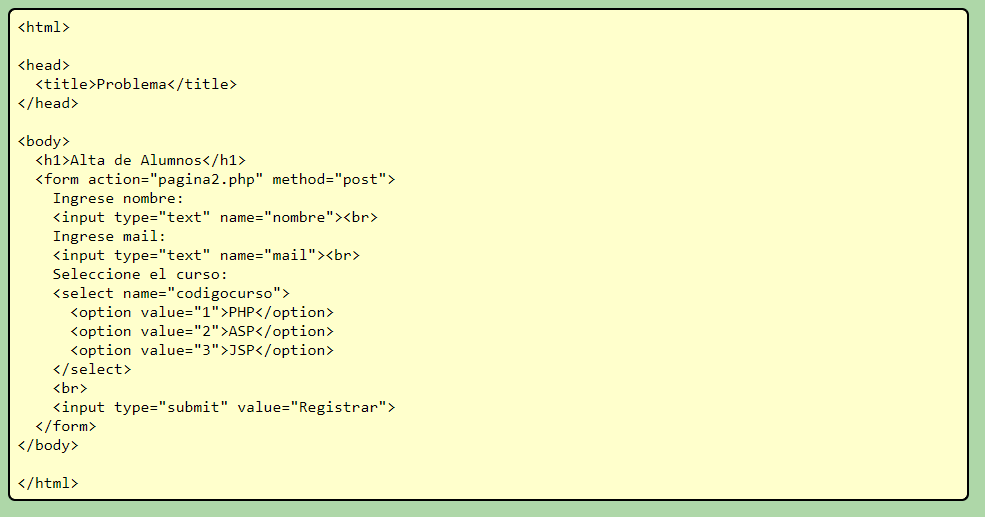 <html>
<head>
<title>Problema</title>
</head>
<body>
<h1>Alta de Alumnos</h1>
<form action="pagina2.php" method="post">
Ingrese nombre:
<input type="text" name="nombre"><br>
Ingrese mail:
<input type="text" name="mail"><br>
Seleccione el curso:
<select name="codigocurso">
<option value="1">PHP</option>
<option value="2">ASP</option>
<option value="3">JSP</option>
</select>
<br>
<input type="submit" value="Registrar">
</form>
</body>
</html>